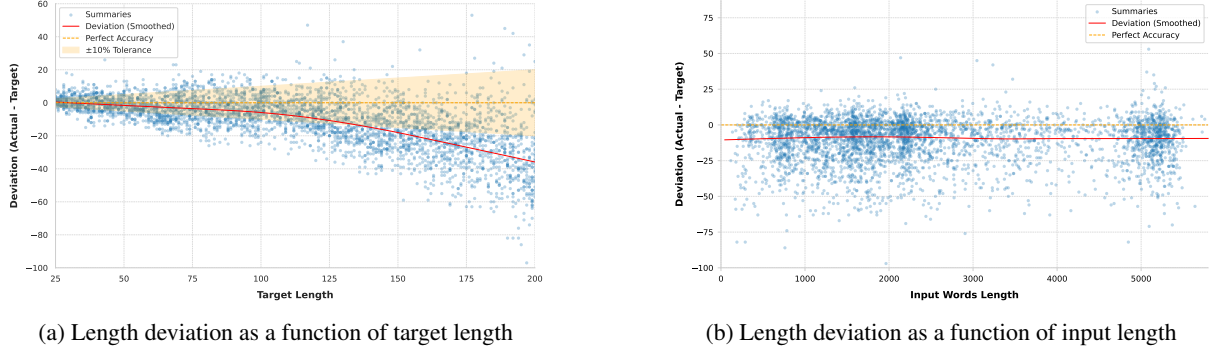 60
40
20
0
−20
−40
−60
−80
−100
Deviation (Actual - Target)
Summaries
Deviation (Smoothed)
Perfect Accuracy
±10% Tolerance
25 50 75 100 125 150 175 200
Target Length
(a) Length deviation as a function of target length
75
50
25
0
−25
−50
−75
−100
Deviation (Actual - Target)
Summaries
Deviation (Smoothed)
Perfect Accuracy
0 1000 2000 3000 4000 5000
Input Words Length
(b) Length deviation as a function of input length